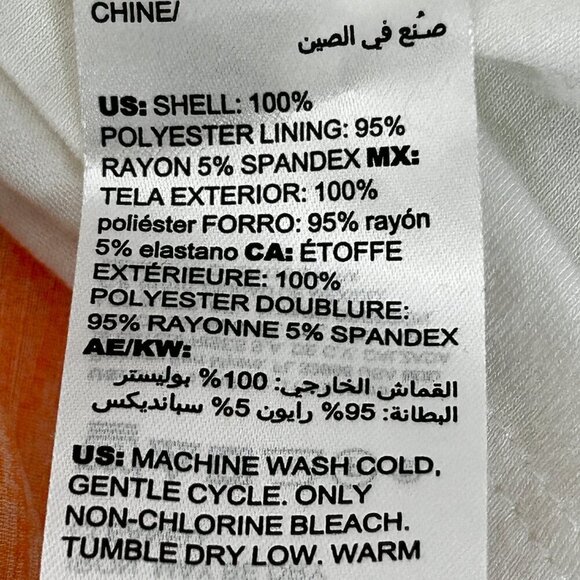 CHINE/
صُنع في الصين
US: SHELL: 100%
POLYESTER LINING: 95%
RAYON 5% SPANDEX MX:
TELA EXTERIOR: 100%
poliéster FORRO: 95% rayón
5% elastano CA: ÉTOFFE
EXTÉRIEURE: 100%
POLYESTER DOUBLURE:
95% RAYONNE 5% SPANDEX
AE/KW:
القماش الخارجي: 100% بوليستر
البطانة: 95% رايون 5% سبانديكس
US: MACHINE WASH COLD,
GENTLE CYCLE. ONLY
NON-CHLORINE BLEACH.
TUMBLE DRY LOW. WARM